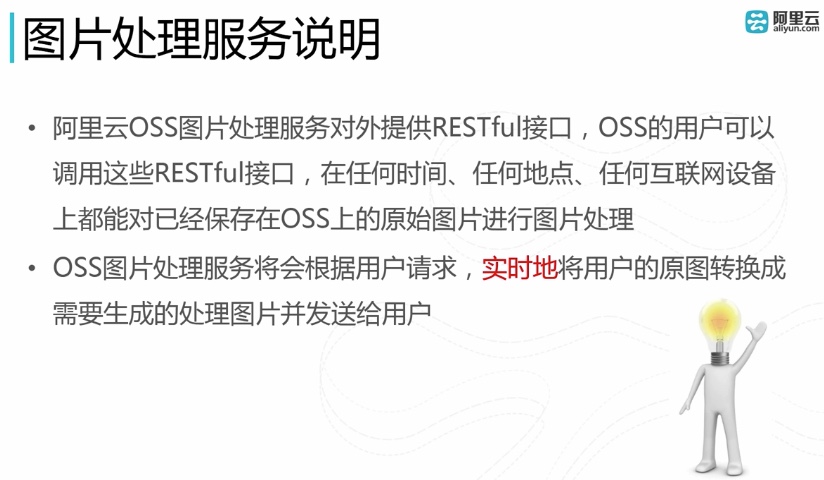 图片处理服务说明
阿里云
aliyun.com
• 阿里云OSS图片处理服务对外提供RESTful接口，OSS的用户可以
调用这些RESTful接口，在任何时间、任何地点、任何互联网设备
上都能对已经保存在OSS上的原始图片进行图片处理
• OSS图片处理服务将会根据用户请求，实时地将用户的原图转换成
需要生成的处理图片并发送给用户